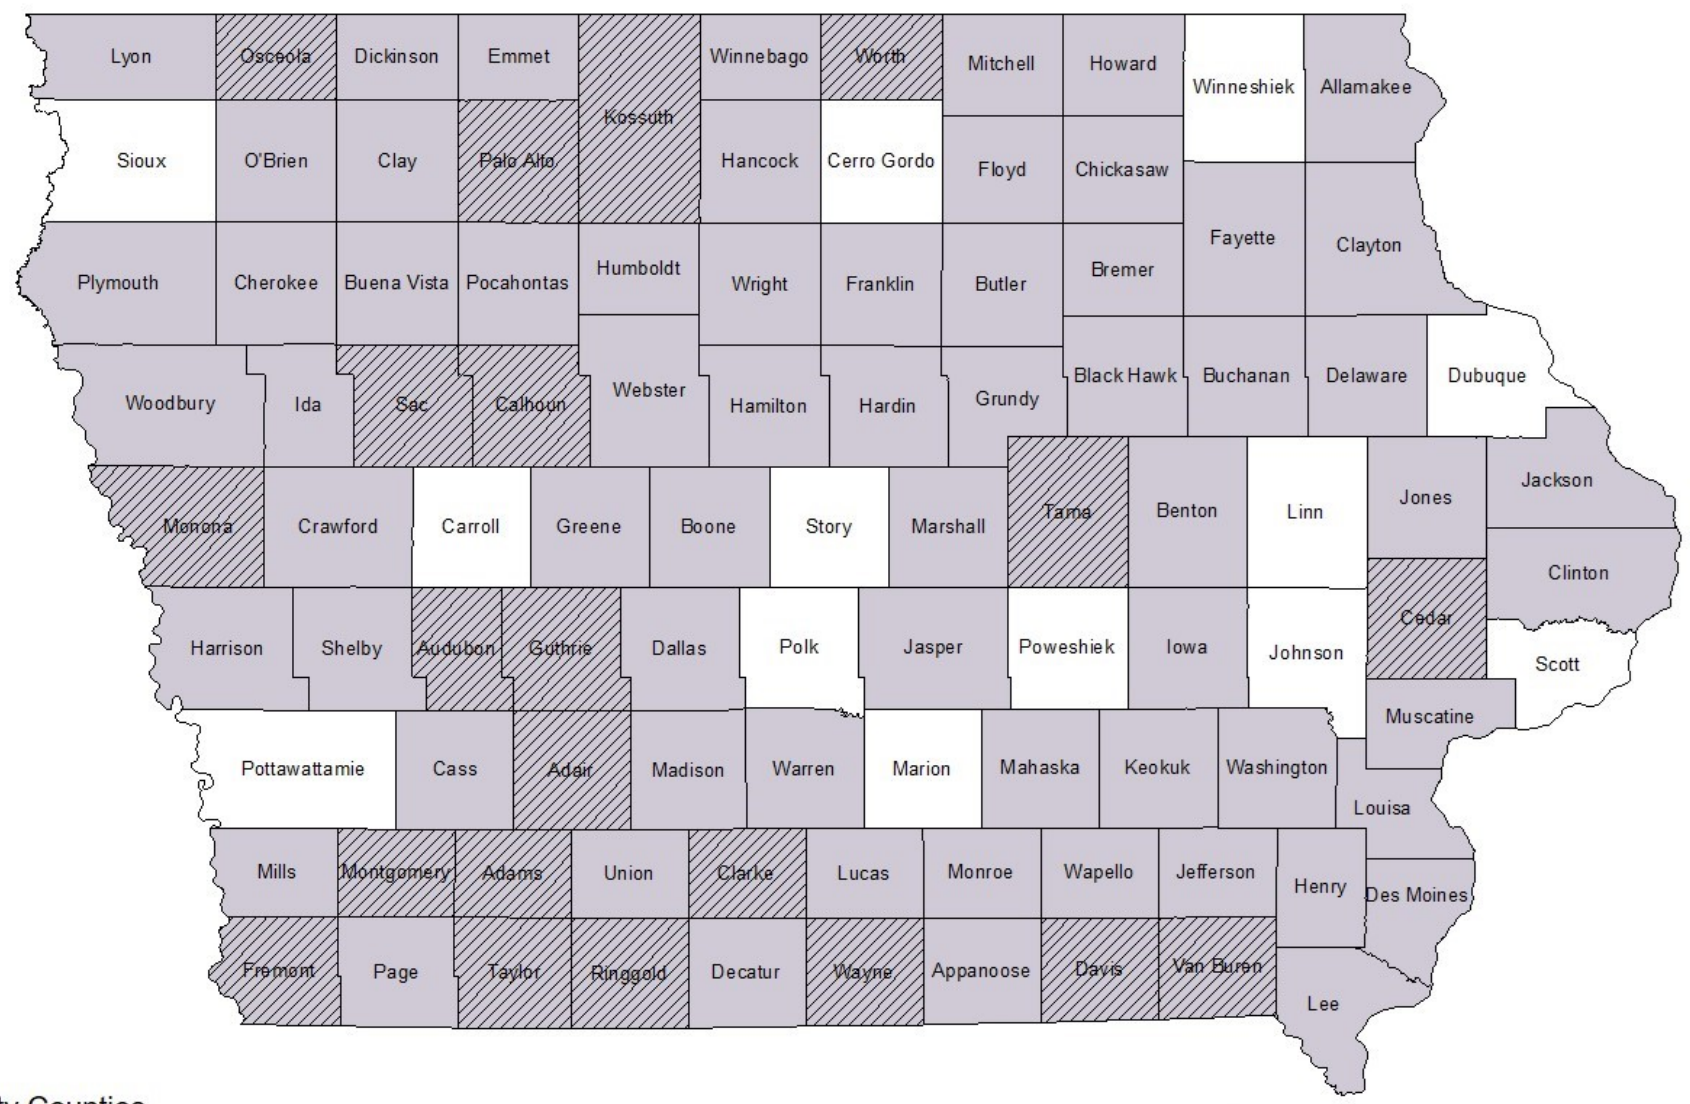 Lyon Osceola Dickinson Emmet Kossuth Winnebago Worth Mitchell Howard Winneshiek Allamakee
Sioux O'Brien Clay Palo Alto Hancock Cerro Gordo Floyd Chickasaw
Plymouth Cherokee Buena Vista Pocahontas Humboldt Wright Franklin Butler Bremer Fayette Clayton
Woodbury Ida Sac Calhoun Webster Hamilton Hardin Grundy Black Hawk Buchanan Delaware Dubuque
Monona Crawford Carroll Greene Boone Story Marshall Tama Benton Linn Jones Jackson
Clinton
Harrison Shelby Audubon Guthrie Dallas Polk Jasper Poweshiek Iowa Johnson Cedar Scott
Muscatine
Pottawattamie Cass Adair Madison Warren Marion Mahaska Keokuk Washington Louisa
Mills Montgomery Adams Union Clarke Lucas Monroe Wapello Jefferson Henry Des Moines
Fremont Page Taylor Ringgold Decatur Wayne Appanoose Davis Van Buren Lee